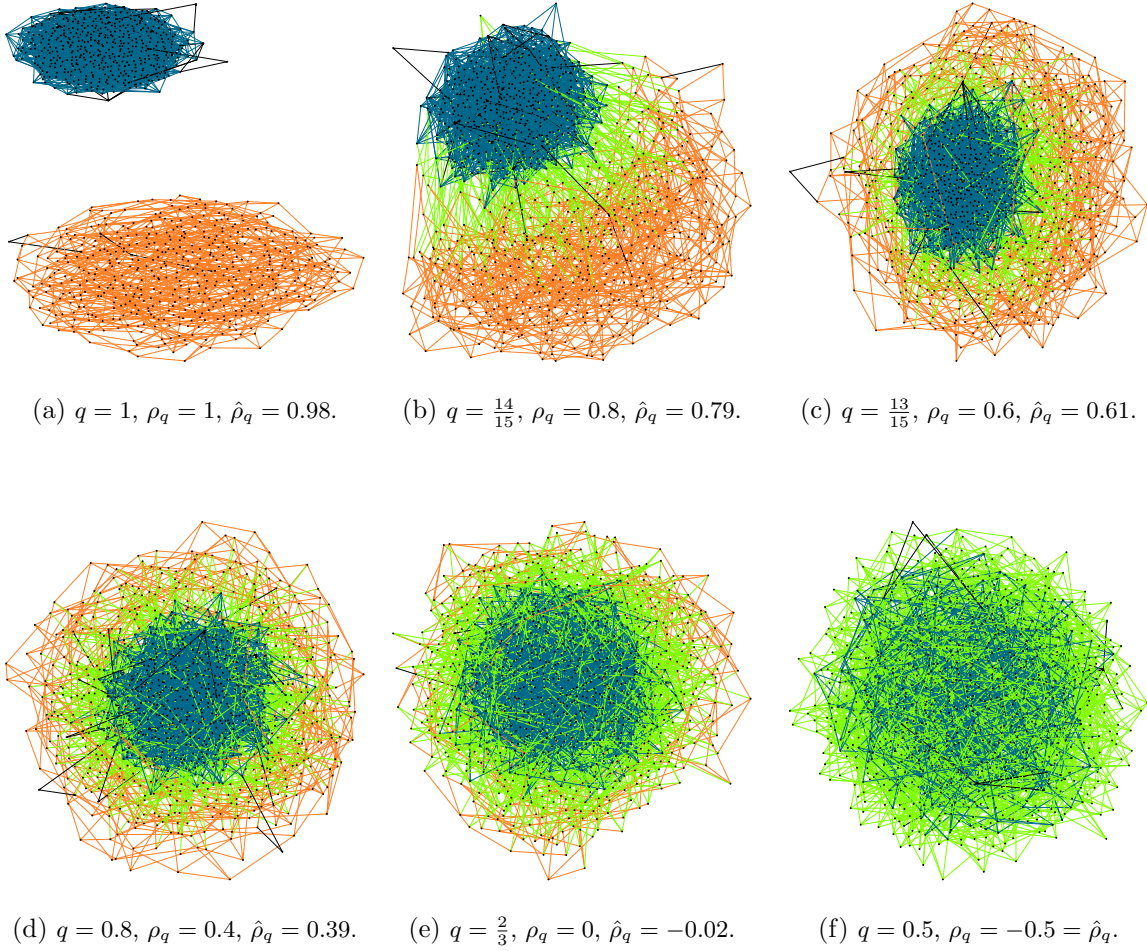 (a) q = 1, ρ_q = 1, ρ̂_q = 0.98.
(b) q = 14/15, ρ_q = 0.8, ρ̂_q = 0.79.
(c) q = 13/15, ρ_q = 0.6, ρ̂_q = 0.61.
(d) q = 0.8, ρ_q = 0.4, ρ̂_q = 0.39.
(e) q = 2/3, ρ_q = 0, ρ̂_q = −0.02.
(f) q = 0.5, ρ_q = −0.5 = ρ̂_q.